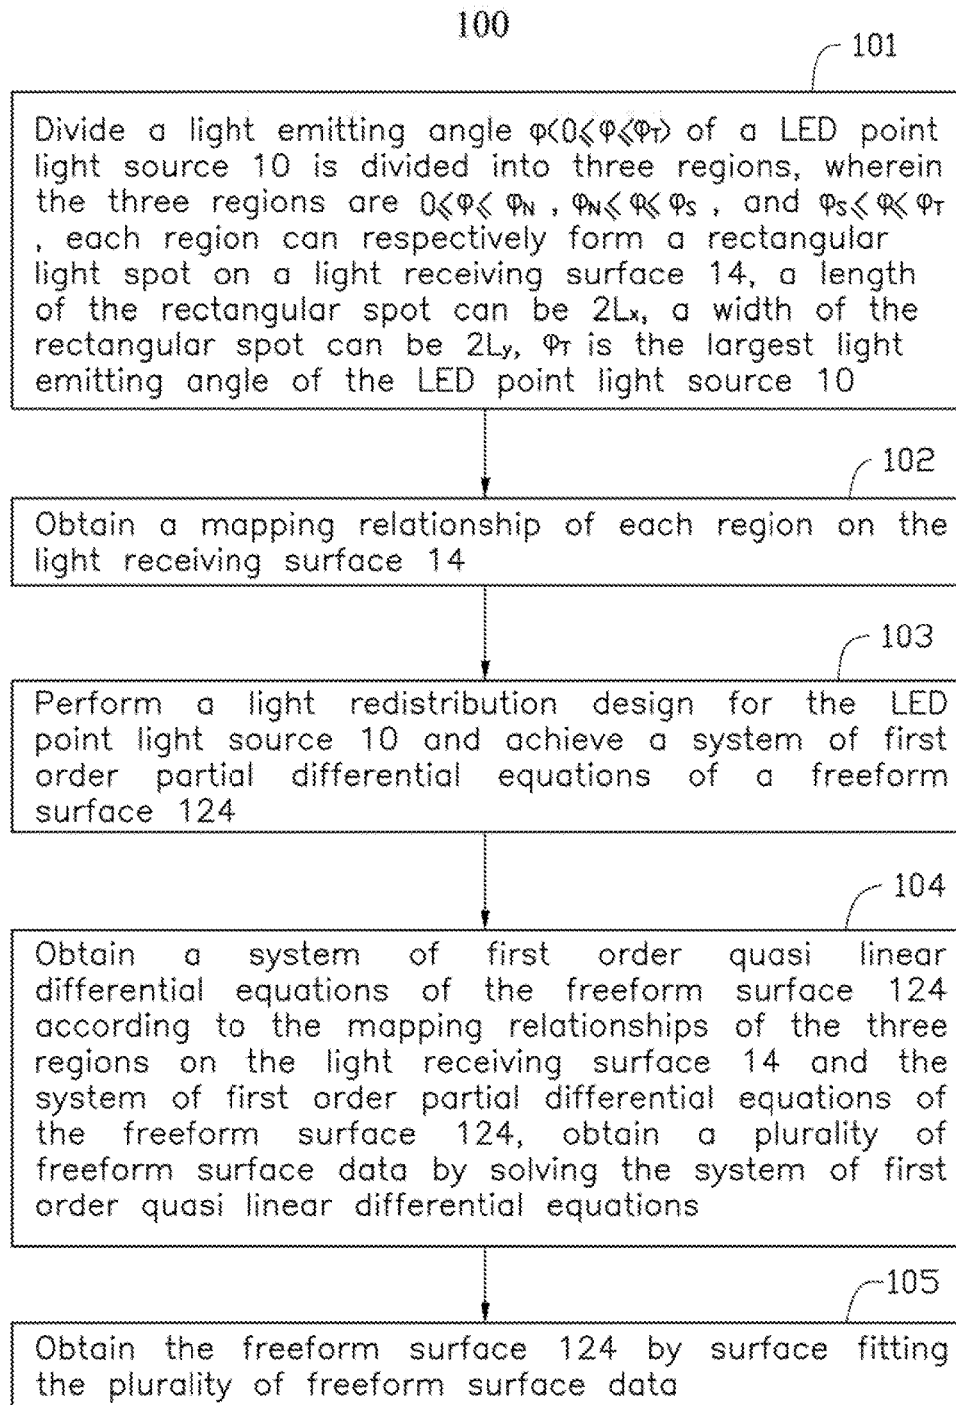 100
101
Divide a light emitting angle φ(0⩽φ⩽φT) of a LED point
light source 10 is divided into three regions, wherein
the three regions are 0⩽φ⩽ φN , φN⩽ φ⩽ φS , and φS⩽ φ⩽ φT
, each region can respectively form a rectangular
light spot on a light receiving surface 14, a length
of the rectangular spot can be 2Lx, a width of the
rectangular spot can be 2Ly, φT is the largest light
emitting angle of the LED point light source 10
102
Obtain a mapping relationship of each region on the
light receiving surface 14
103
Perform a light redistribution design for the LED
point light source 10 and achieve a system of first
order partial differential equations of a freeform
surface 124
104
Obtain a system of first order quasi linear
differential equations of the freeform surface 124
according to the mapping relationships of the three
regions on the light receiving surface 14 and the
system of first order partial differential equations of
the freeform surface 124, obtain a plurality of
freeform surface data by solving the system of first
order quasi linear differential equations
105
Obtain the freeform surface 124 by surface fitting
the plurality of freeform surface data